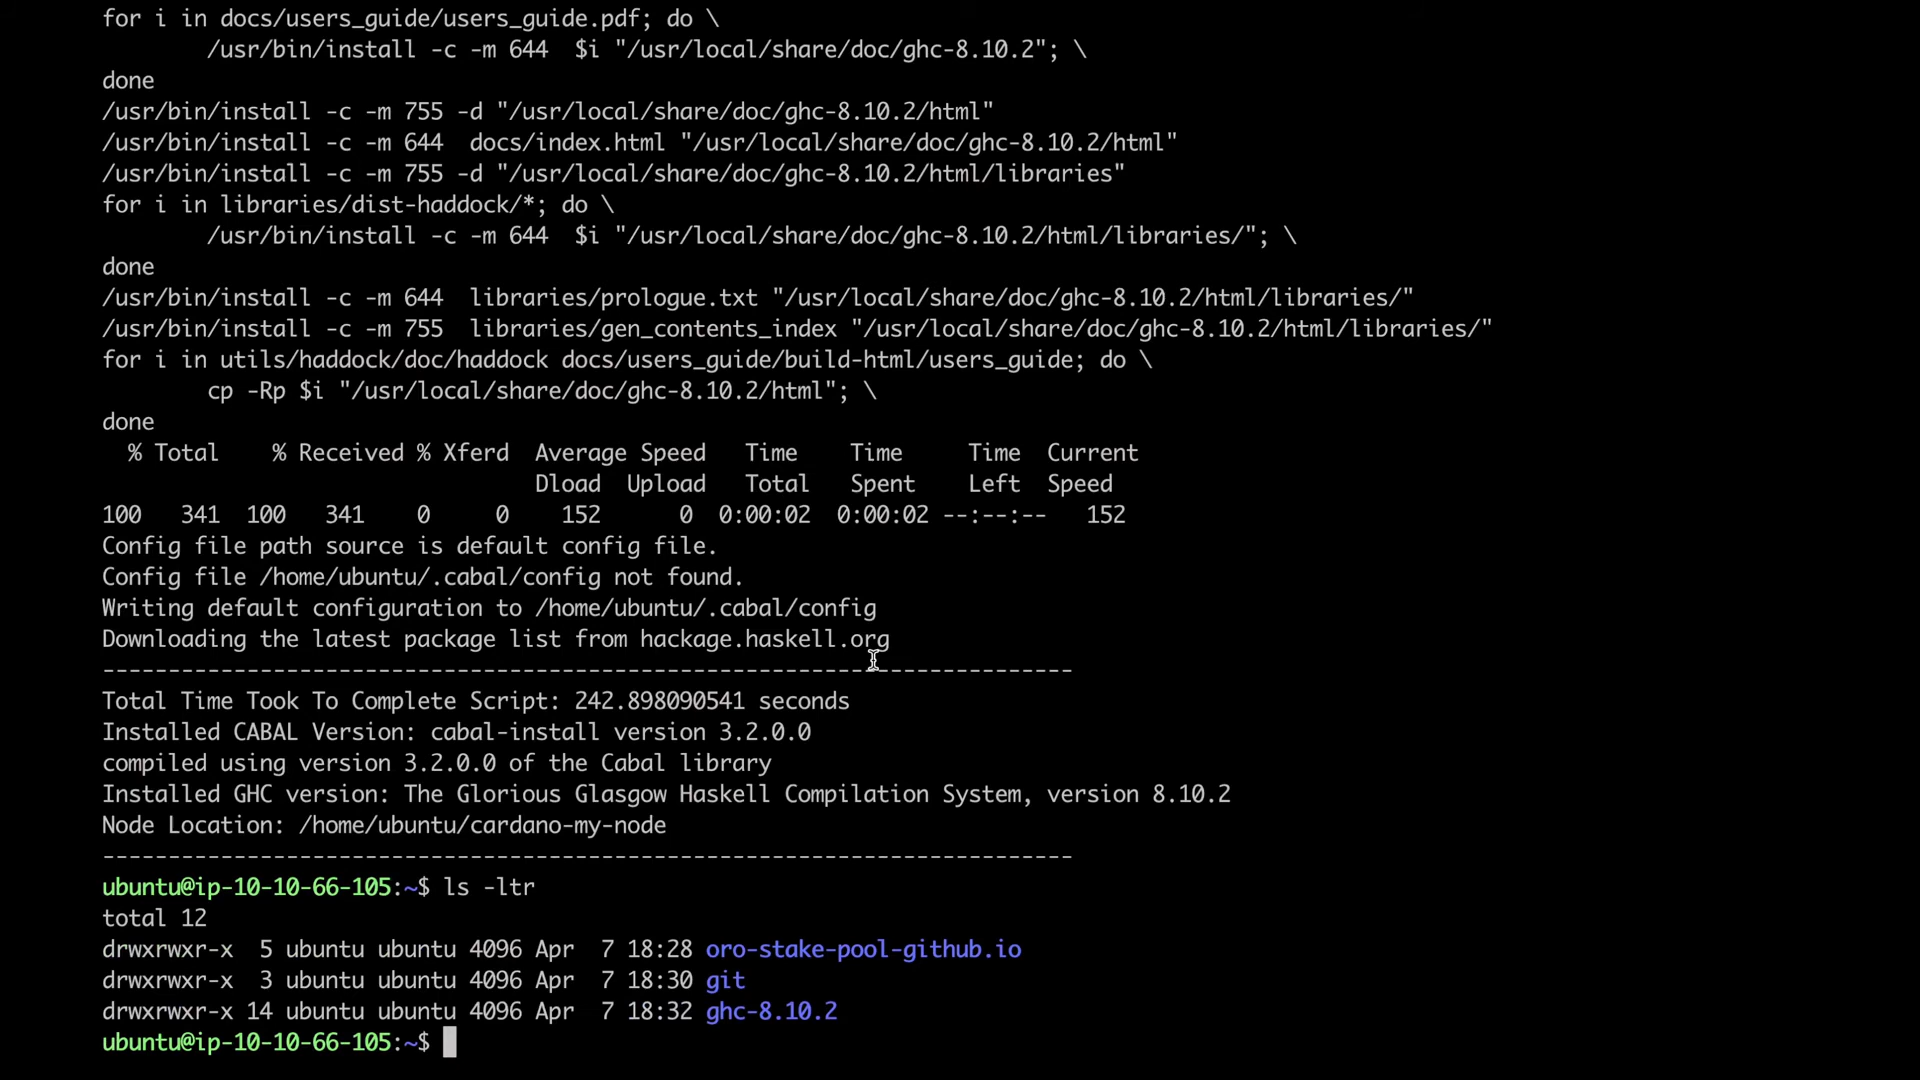 for i in docs/users_guide/users_guide.pdf; do \
        /usr/bin/install -c -m 644  $i "/usr/local/share/doc/ghc-8.10.2"; \
done
/usr/bin/install -c -m 755 -d "/usr/local/share/doc/ghc-8.10.2/html"
/usr/bin/install -c -m 644  docs/index.html "/usr/local/share/doc/ghc-8.10.2/html"
/usr/bin/install -c -m 755 -d "/usr/local/share/doc/ghc-8.10.2/html/libraries"
for i in libraries/dist-haddock/*; do \
        /usr/bin/install -c -m 644  $i "/usr/local/share/doc/ghc-8.10.2/html/libraries/"; \
done
/usr/bin/install -c -m 644  libraries/prologue.txt "/usr/local/share/doc/ghc-8.10.2/html/libraries/"
/usr/bin/install -c -m 755  libraries/gen_contents_index "/usr/local/share/doc/ghc-8.10.2/html/libraries/"
for i in utils/haddock/doc/haddock docs/users_guide/build-html/users_guide; do \
        cp -Rp $i "/usr/local/share/doc/ghc-8.10.2/html"; \
done
  % Total    % Received % Xferd  Average Speed   Time    Time     Time  Current
                                 Dload  Upload   Total   Spent    Left  Speed
100   341  100   341    0     0    152      0  0:00:02  0:00:02 --:--:--   152
Config file path source is default config file.
Config file /home/ubuntu/.cabal/config not found.
Writing default configuration to /home/ubuntu/.cabal/config
Downloading the latest package list from hackage.haskell.org
--------------------------------------------------------------------------
Total Time Took To Complete Script: 242.898090541 seconds
Installed CABAL Version: cabal-install version 3.2.0.0
compiled using version 3.2.0.0 of the Cabal library
Installed GHC version: The Glorious Glasgow Haskell Compilation System, version 8.10.2
Node Location: /home/ubuntu/cardano-my-node
--------------------------------------------------------------------------
ubuntu@ip-10-10-66-105:~$ ls -ltr
total 12
drwxrwxr-x  5 ubuntu ubuntu 4096 Apr  7 18:28 oro-stake-pool-github.io
drwxrwxr-x  3 ubuntu ubuntu 4096 Apr  7 18:30 git
drwxrwxr-x 14 ubuntu ubuntu 4096 Apr  7 18:32 ghc-8.10.2
ubuntu@ip-10-10-66-105:~$